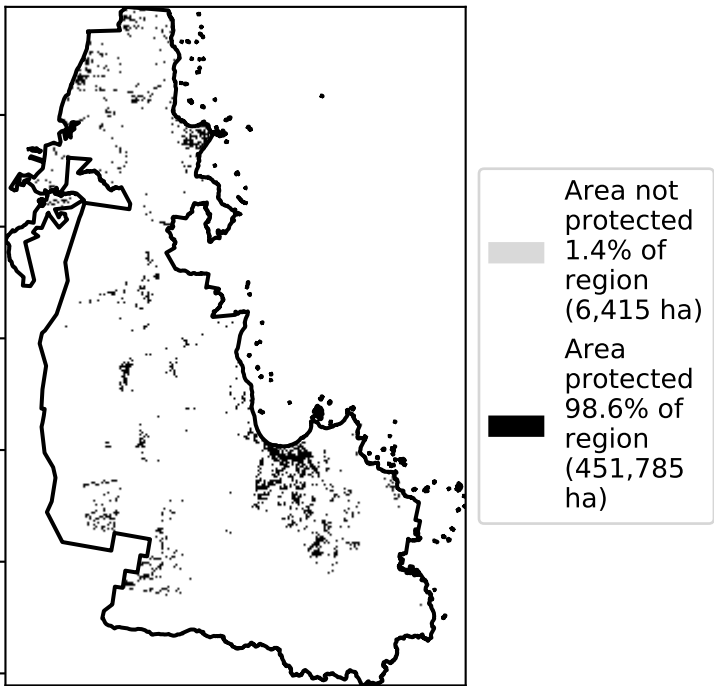 Area not
protected
1.4% of
region
(6,415 ha)
Area
protected
98.6% of
region
(451,785
ha)